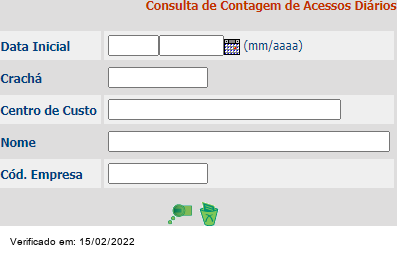 Consulta de Contagem de Acessos Diários
Data Inicial (mm/aaaa)
Crachá
Centro de Custo
Nome
Cód. Empresa
Verificado em: 15/02/2022